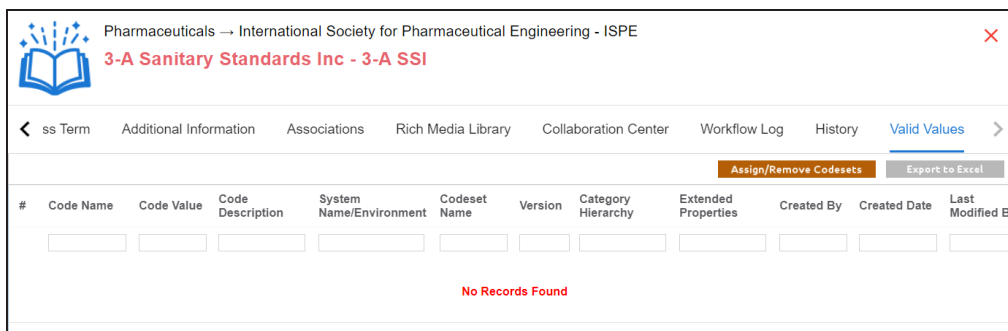 Pharmaceuticals → International Society for Pharmaceutical Engineering - ISPE
3-A Sanitary Standards Inc - 3-A SSI
ss Term Additional Information Associations Rich Media Library Collaboration Center Workflow Log History Valid Values
Assign/Remove Codesets Export to Excel
# Code Name Code Value Code Description System Name/Environment Codeset Name Version Category Hierarchy Extended Properties Created By Created Date Last Modified B
No Records Found